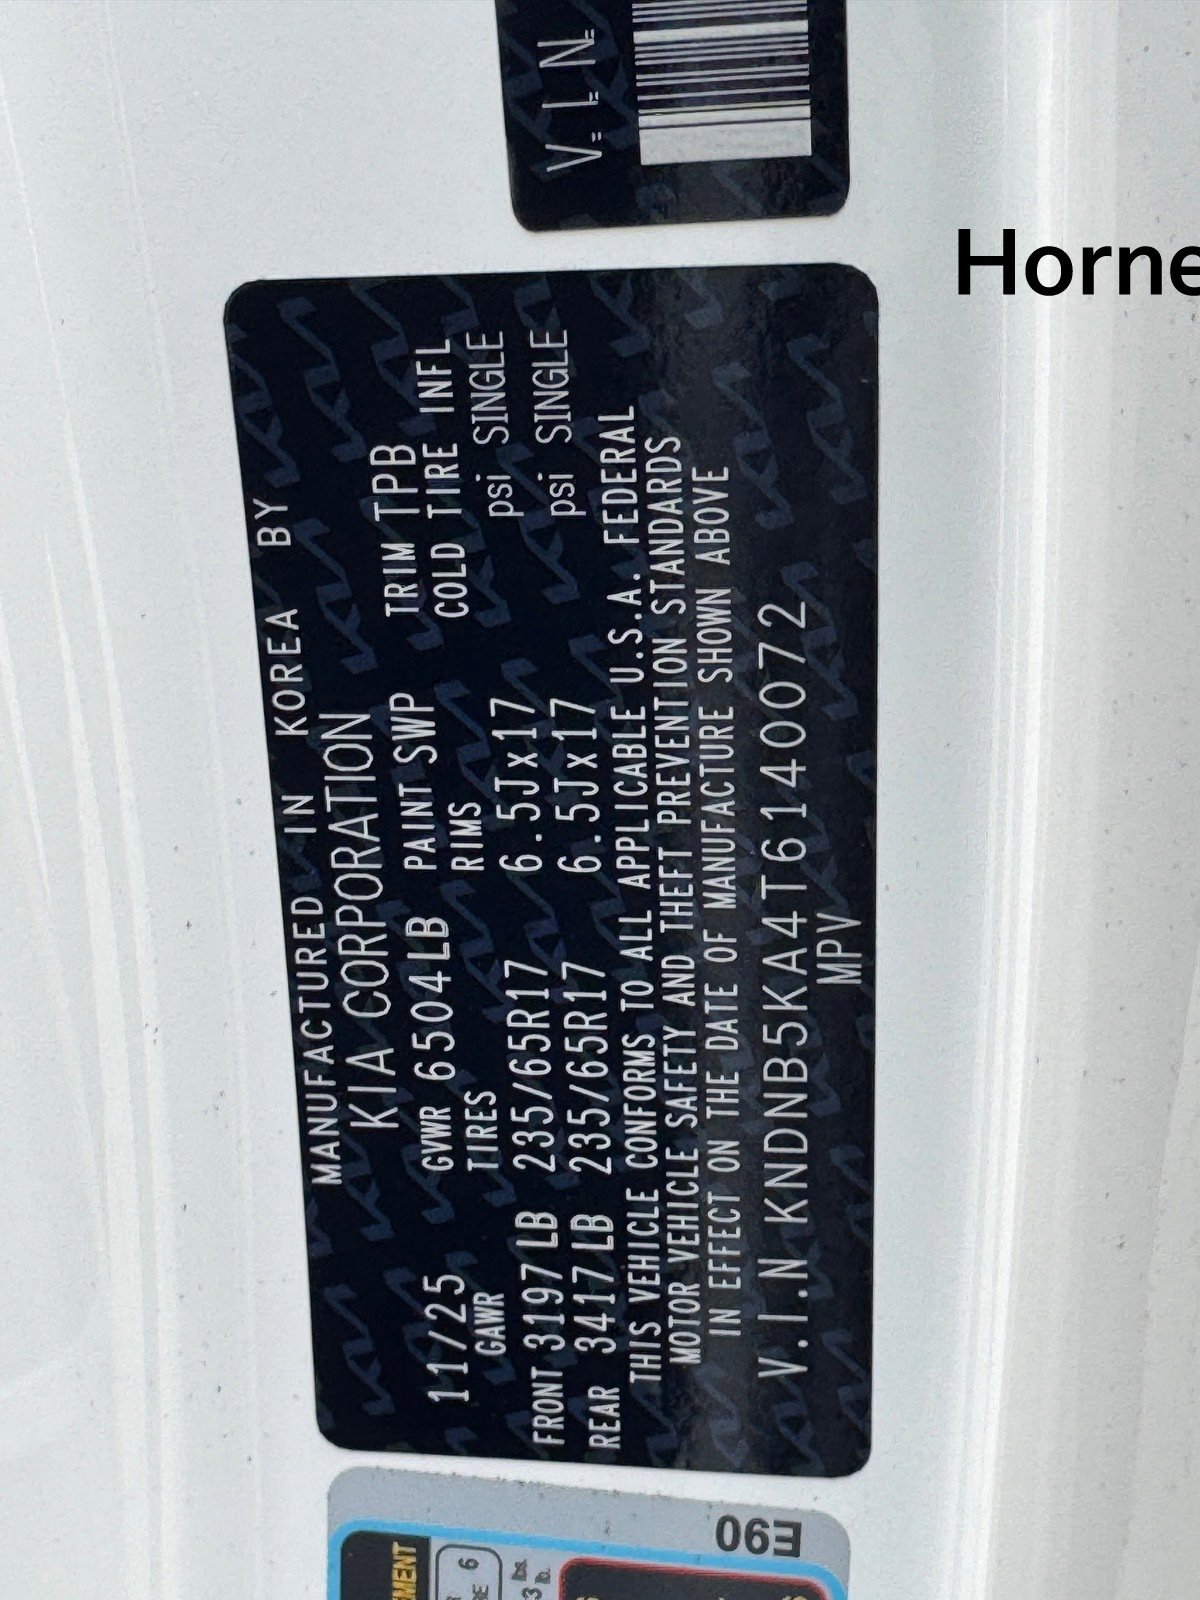 V.I.N.
Horne
MANUFACTURED IN KOREA BY
KIA CORPORATION
11/25 GVWR 6504LB PAINT SWP TRIM TPB
GAWR TIRES RIMS COLD TIRE INFL
FRONT 3197LB 235/65R17 6.5Jx17 psi SINGLE
REAR 3417LB 235/65R17 6.5Jx17 psi SINGLE
THIS VEHICLE CONFORMS TO ALL APPLICABLE U.S.A. FEDERAL
MOTOR VEHICLE SAFETY AND THEFT PREVENTION STANDARDS
IN EFFECT ON THE DATE OF MANUFACTURE SHOWN ABOVE
V.I.N KNDNB5KA4T6140072
MPV
E90